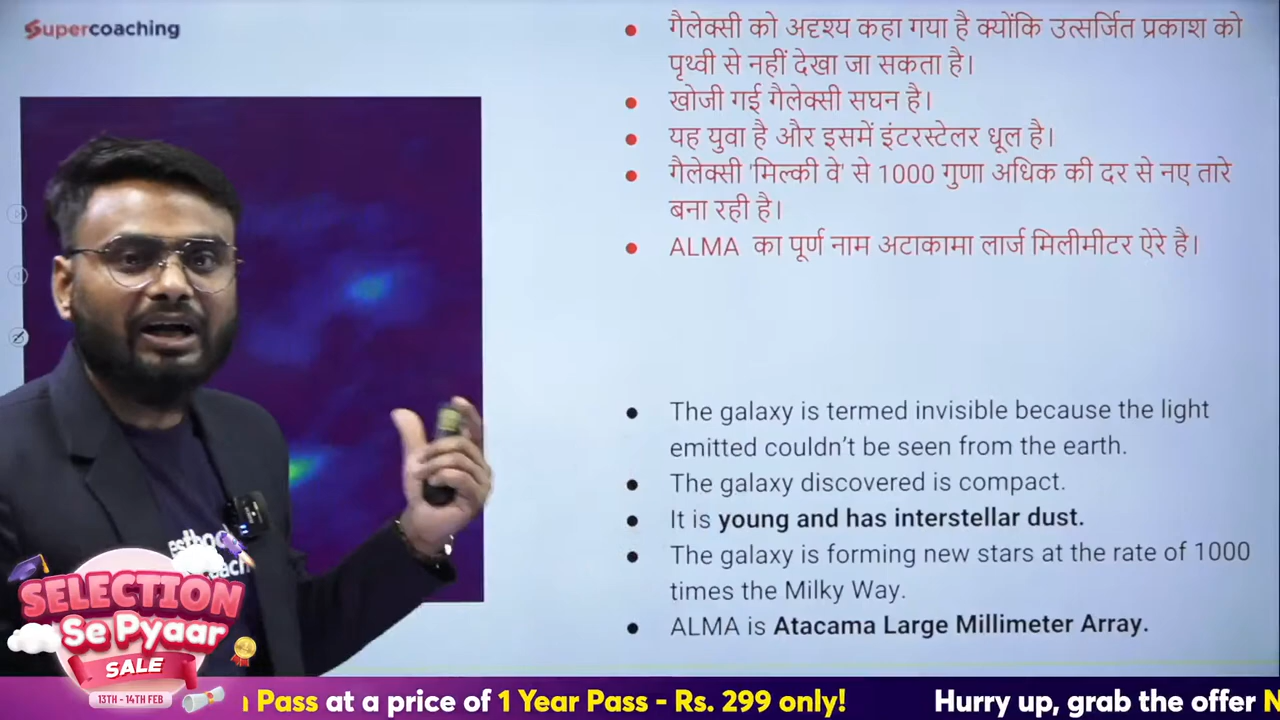 Supercoaching
गैलेक्सी को अदृश्य कहा गया है क्योंकि उत्सर्जित प्रकाश को
पृथ्वी से नहीं देखा जा सकता है।
खोजी गई गैलेक्सी सघन है।
यह युवा है और इसमें इंटरस्टेलर धूल है।
गैलेक्सी 'मिल्की वे' से 1000 गुणा अधिक की दर से नए तारे
बना रही है।
ALMA का पूर्ण नाम अटाकामा लार्ज मिलीमीटर ऐरे है।
The galaxy is termed invisible because the light
emitted couldn't be seen from the earth.
The galaxy discovered is compact.
It is young and has interstellar dust.
The galaxy is forming new stars at the rate of 1000
times the Milky Way.
ALMA is Atacama Large Millimeter Array.
SELECTION
Se Pyaar
SALE
13TH - 14TH FEB
Pass at a price of 1 Year Pass - Rs. 299 only! Hurry up, grab the offer